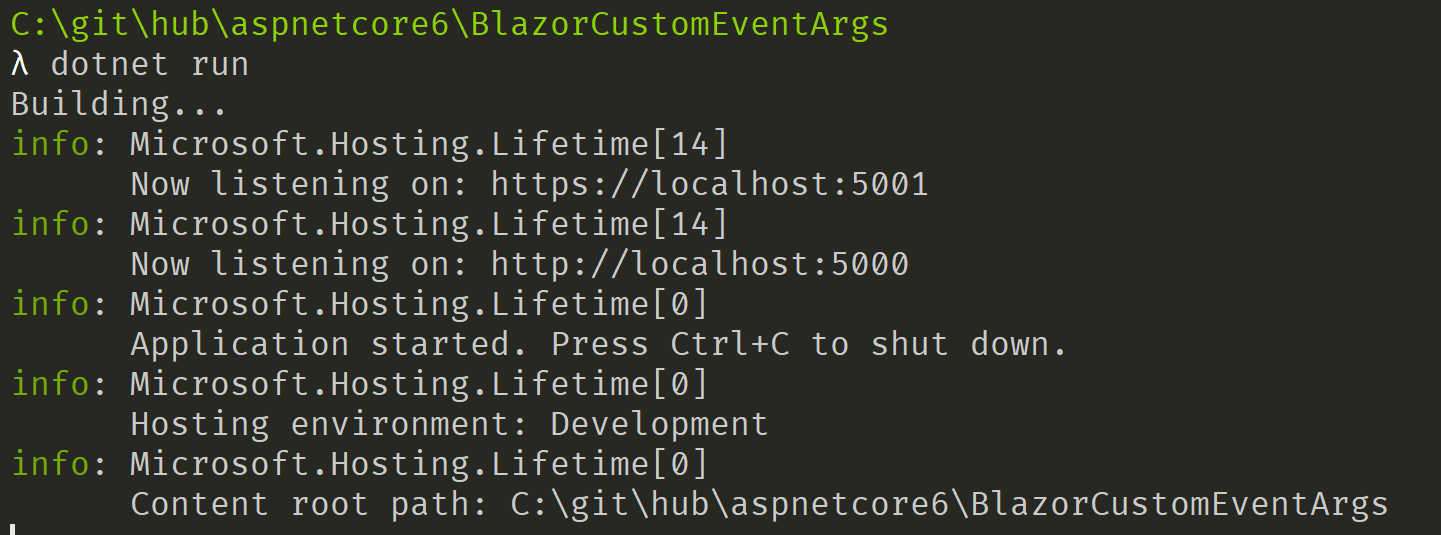 C:\git\hub\aspnetcore6\BlazorCustomEventArgs
λ dotnet run
Building...
info: Microsoft.Hosting.Lifetime[14]
      Now listening on: https://localhost:5001
info: Microsoft.Hosting.Lifetime[14]
      Now listening on: http://localhost:5000
info: Microsoft.Hosting.Lifetime[0]
      Application started. Press Ctrl+C to shut down.
info: Microsoft.Hosting.Lifetime[0]
      Hosting environment: Development
info: Microsoft.Hosting.Lifetime[0]
      Content root path: C:\git\hub\aspnetcore6\BlazorCustomEventArgs